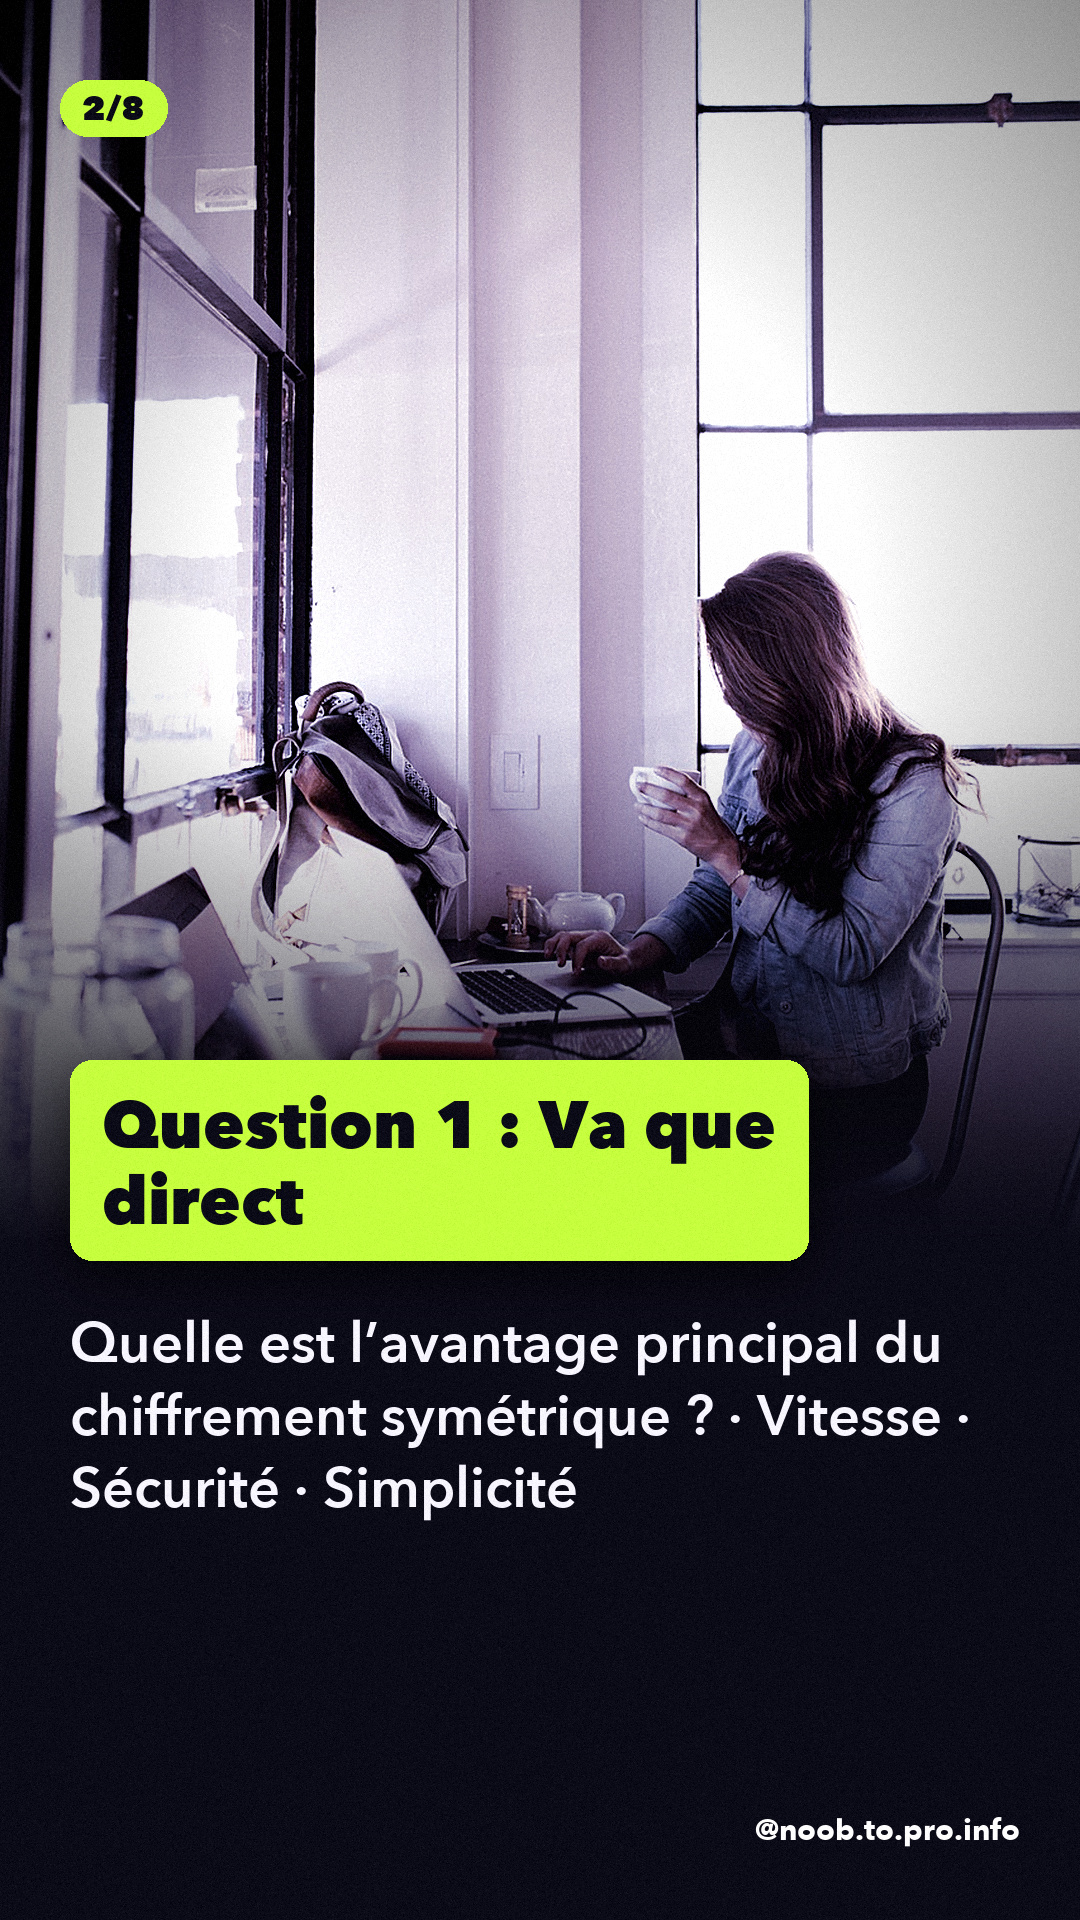 2/8
Question 1 : Va que
direct
Quelle est l’avantage principal du
chiffrement symétrique ? · Vitesse ·
Sécurité · Simplicité
@noob.to.pro.info